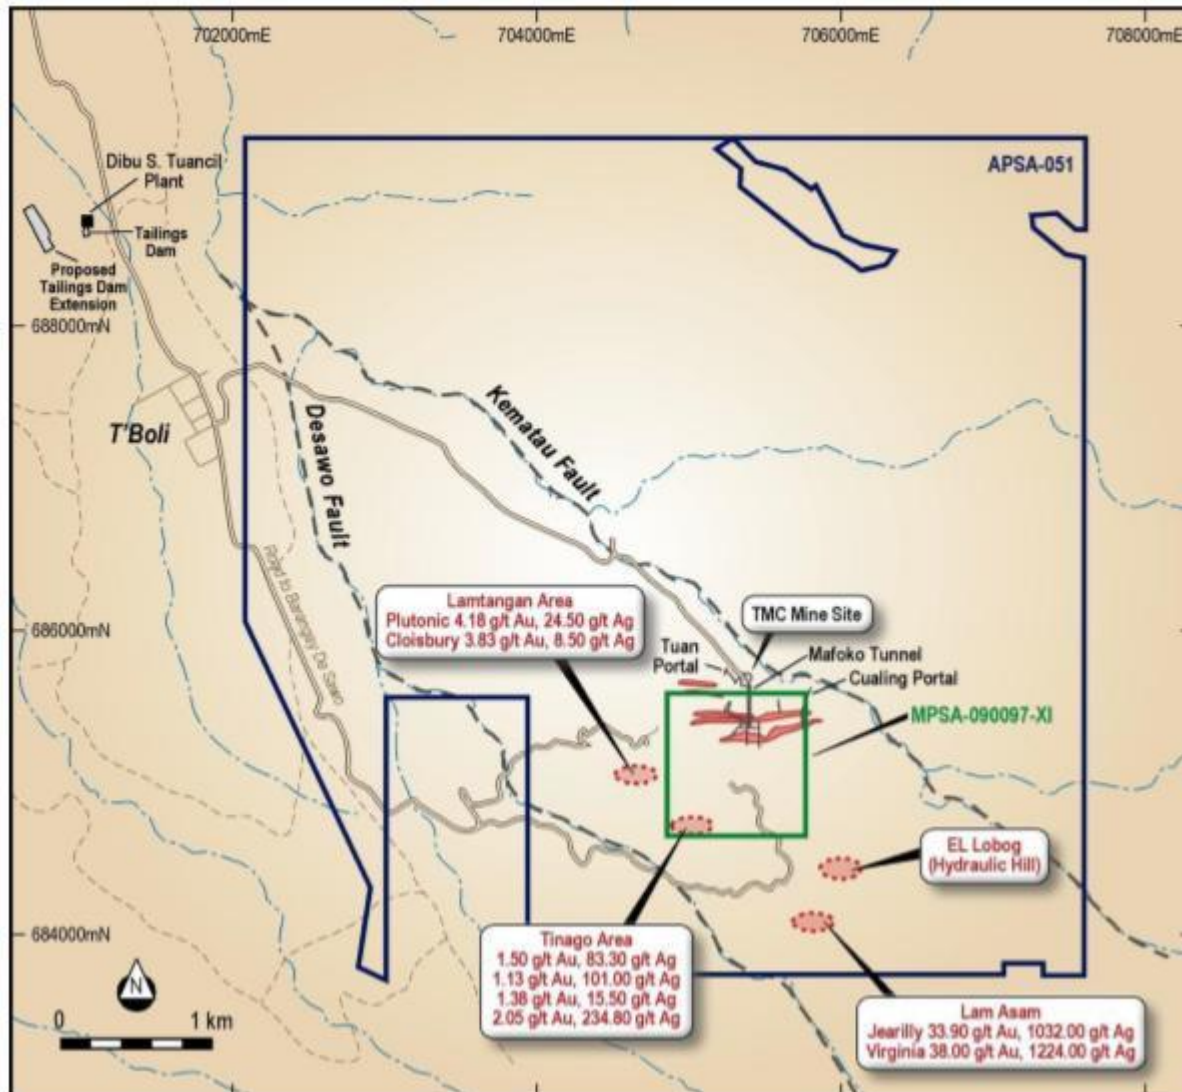 702000mE
704000mE
706000mE
708000mE
APSA-051
Dibu S. Tuancil
Plant
Tailings
Dam
Proposed
Tailings Dam
Extension
688000mN
T'Boli
Desawo Fault
Kematau Fault
Lamtangan Area
Plutonic 4.18 g/t Au, 24.50 g/t Ag
Cloisbury 3.83 g/t Au, 8.50 g/t Ag
TMC Mine Site
686000mN
Tuan
Portal
Mafoko Tunnel
Cualing Portal
MPSA-090097-XI
EL Lobog
(Hydraulic Hill)
684000mN
Tinago Area
1.50 g/t Au, 83.30 g/t Ag
1.13 g/t Au, 101.00 g/t Ag
1.38 g/t Au, 15.50 g/t Ag
2.05 g/t Au, 234.80 g/t Ag
Lam Asam
Jearilly 33.90 g/t Au, 1032.00 g/t Ag
Virginia 38.00 g/t Au, 1224.00 g/t Ag
N
0
1 km
Road to Barangay De